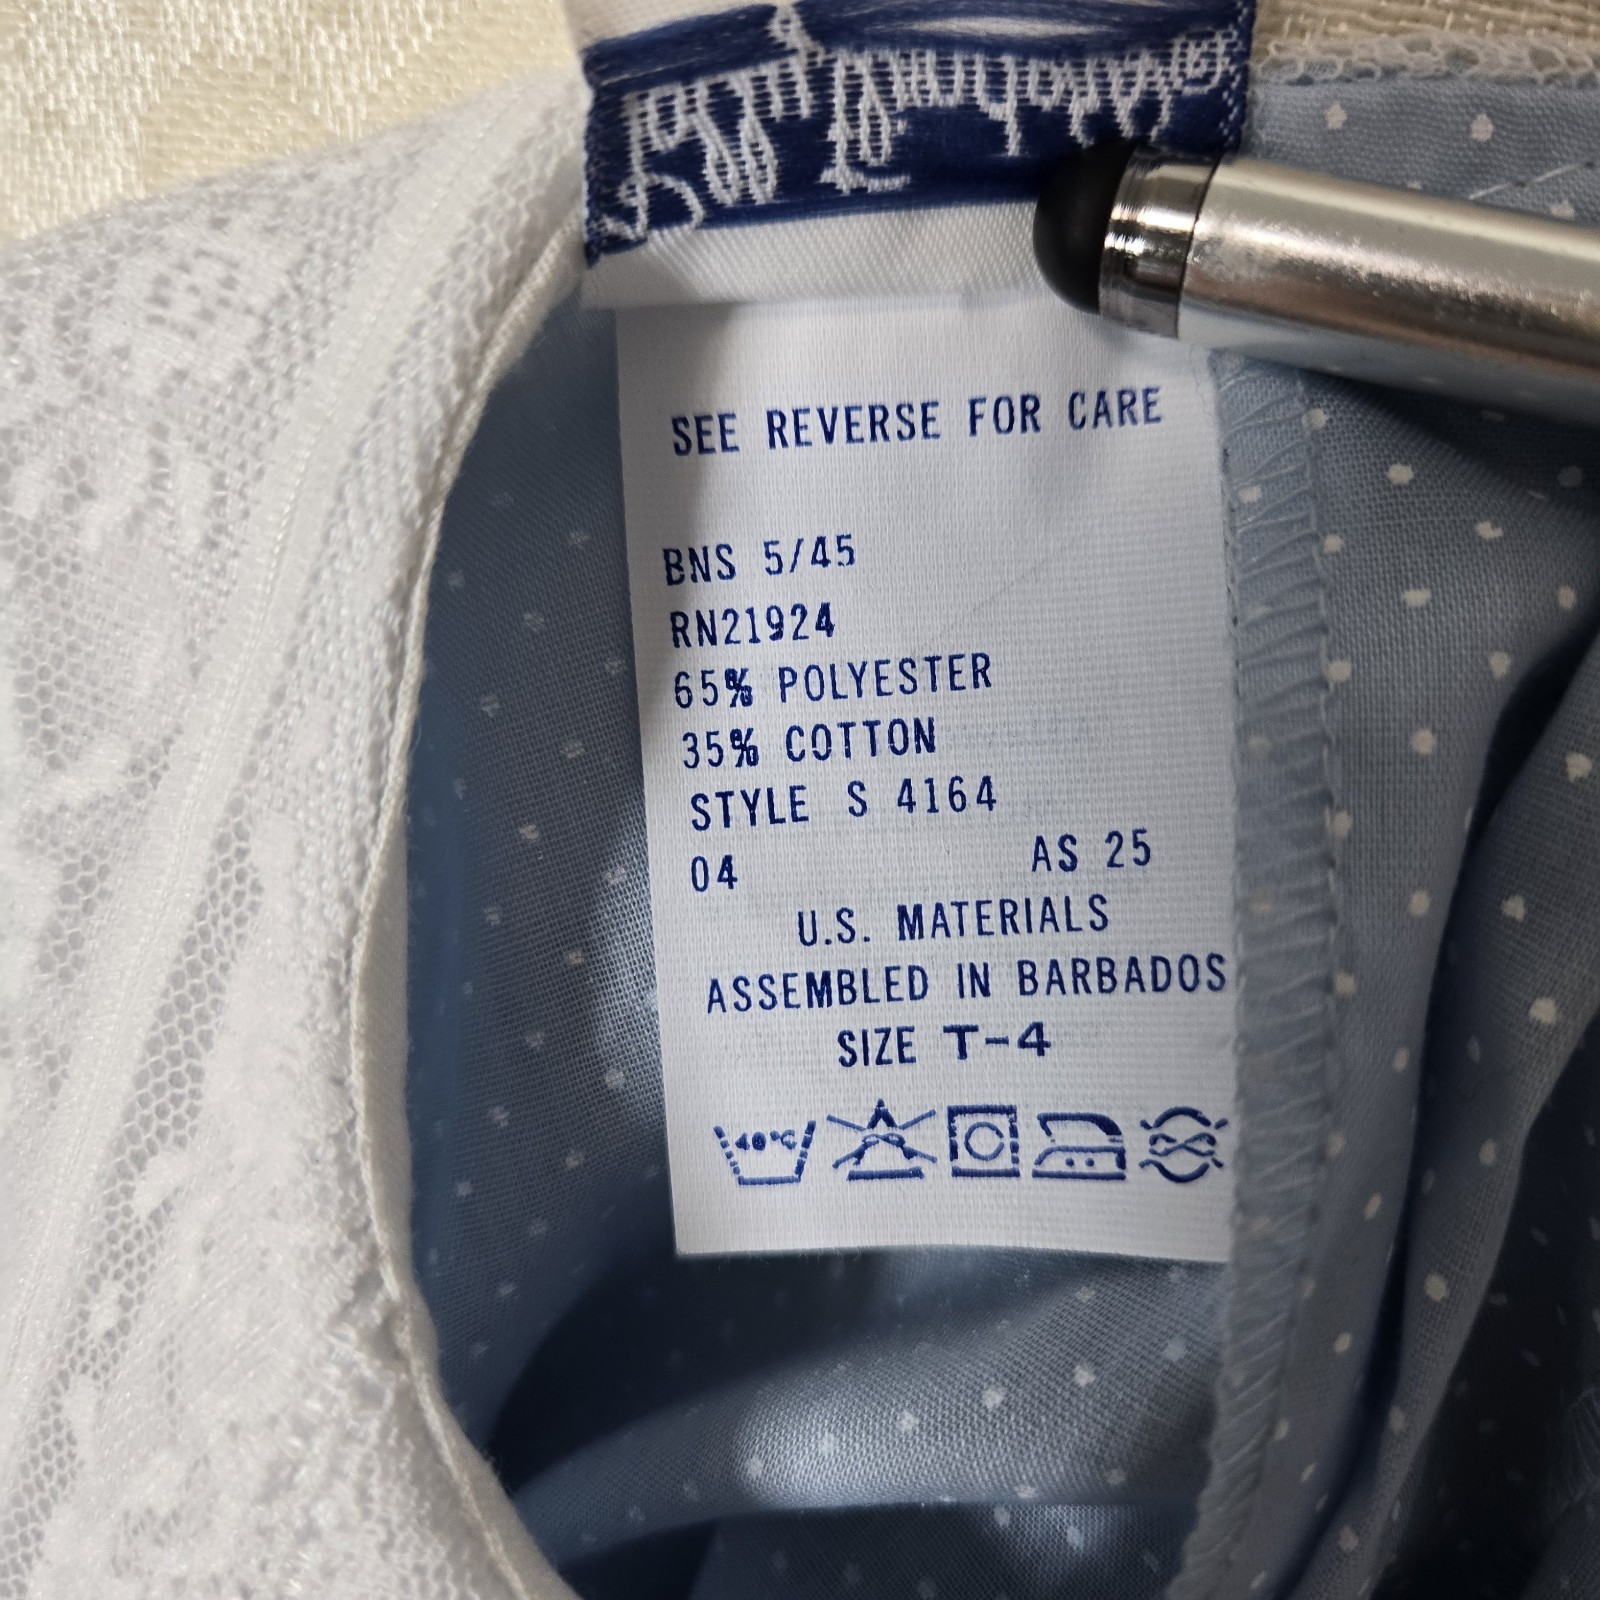 SEE REVERSE FOR CARE
BNS 5/45
RN21924
65% POLYESTER
35% COTTON
STYLE S 4164
04 AS 25
U.S. MATERIALS
ASSEMBLED IN BARBADOS
SIZE T-4
40°C